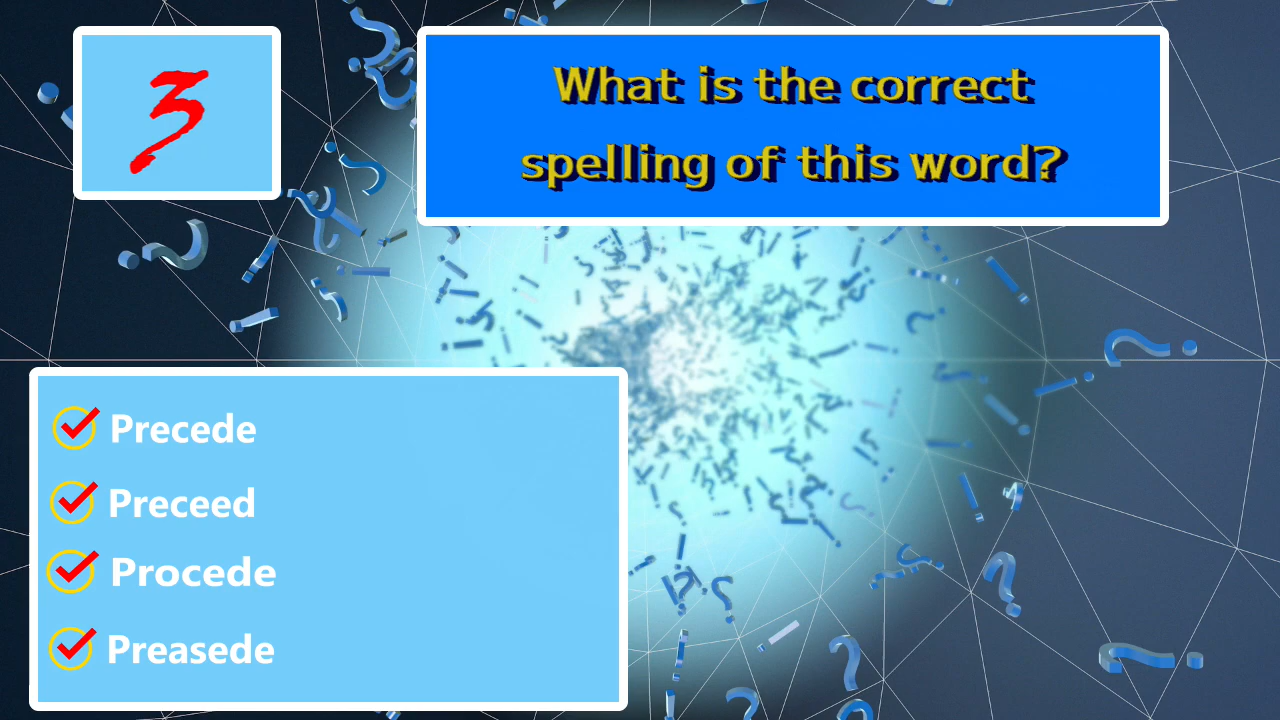 3
What is the correct
spelling of this word?
Precede
Preceed
Procede
Preasede